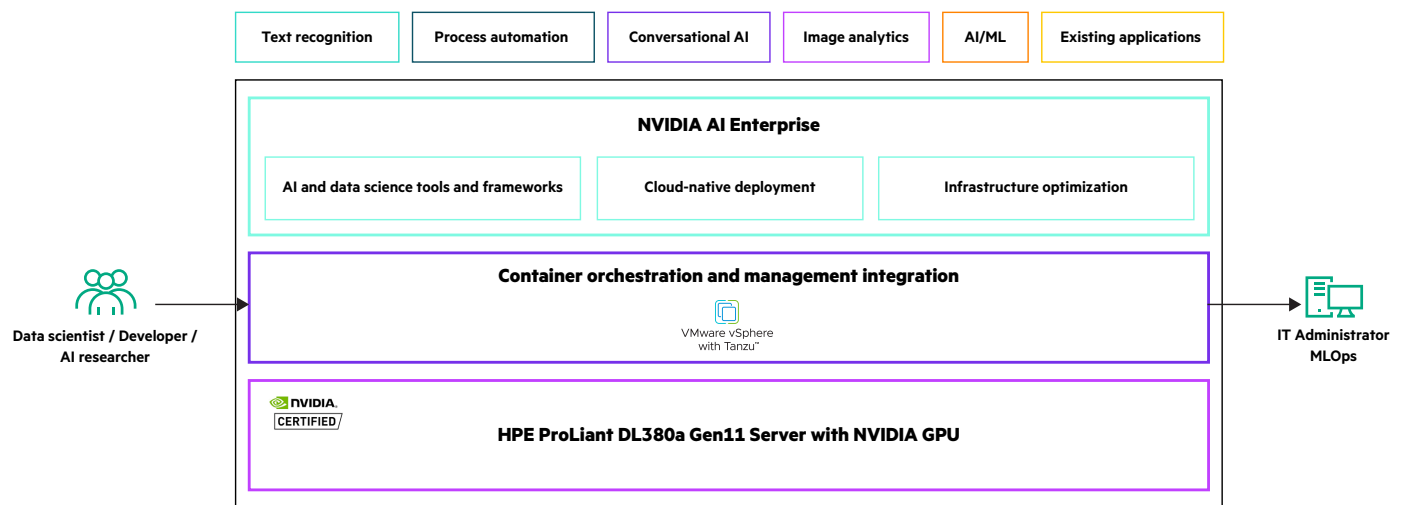 Text recognition
Process automation
Conversational AI
Image analytics
AI/ML
Existing applications
NVIDIA AI Enterprise
AI and data science tools and frameworks
Cloud-native deployment
Infrastructure optimization
Container orchestration and management integration
VMware vSphere
with Tanzu™
Data scientist / Developer /
AI researcher
IT Administrator
MLOps
NVIDIA.
CERTIFIED
HPE ProLiant DL380a Gen11 Server with NVIDIA GPU